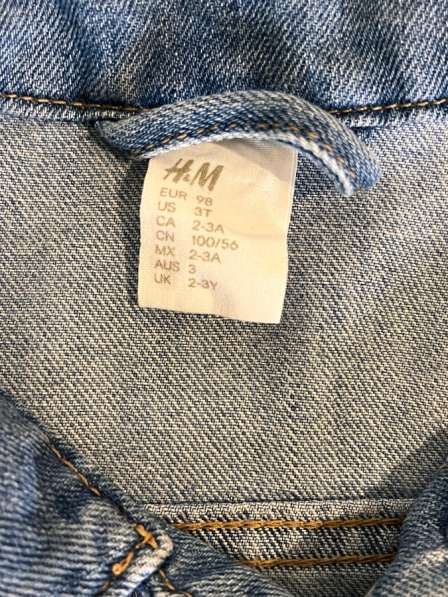 H&M
EUR 98
US 3T
CA 2-3A
CN 100/56
MX 2-3A
AUS 3
UK 2-3Y